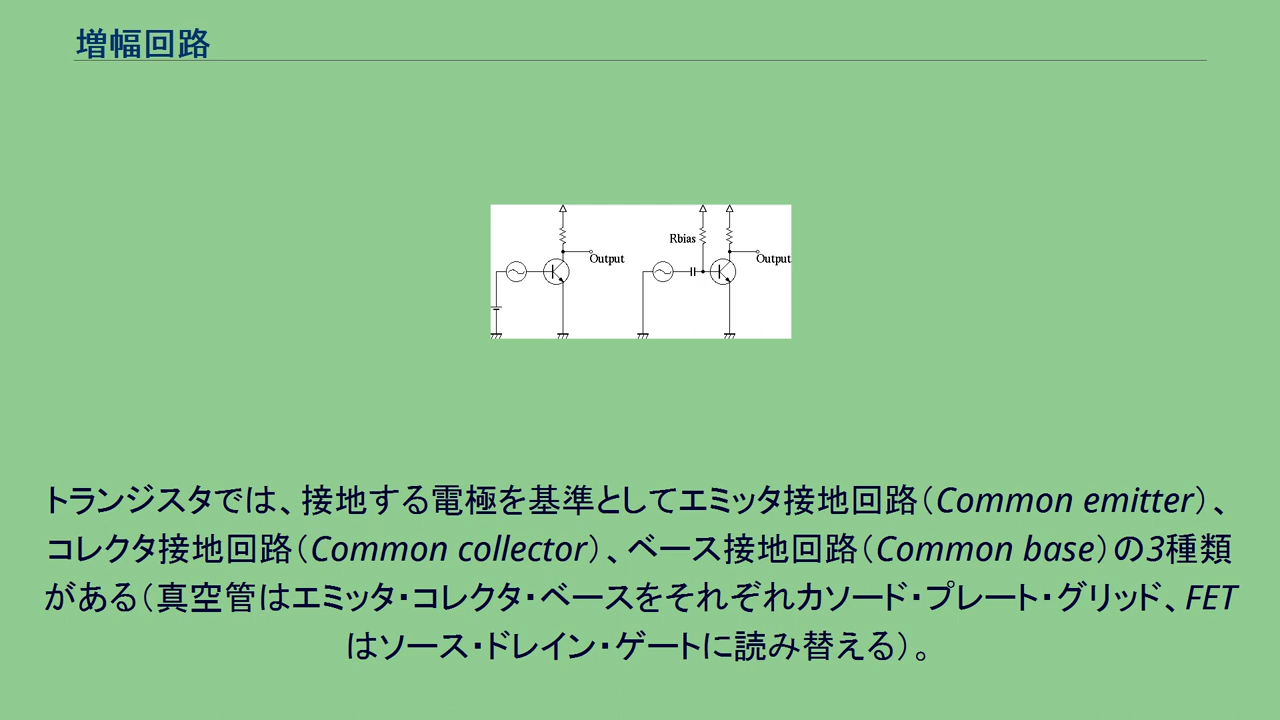 増幅回路
Rbias
Output
Output
トランジスタでは、接地する電極を基準としてエミッタ接地回路（Common emitter）、
コレクタ接地回路（Common collector）、ベース接地回路（Common base）の3種類
がある（真空管はエミッタ・コレクタ・ベースをそれぞれカソード・プレート・グリッド、FET
はソース・ドレイン・ゲートに読み替える）。